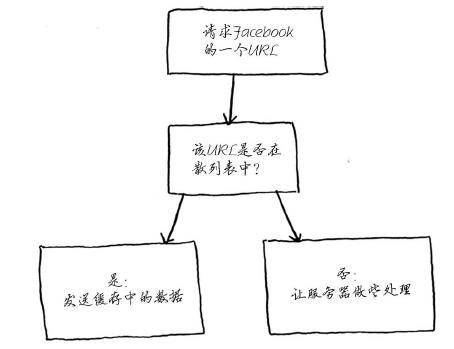 请求Facebook
的一个URL
该URL是否在
散列表中？
是：
发送缓存中的数据
否：
让服务器做些处理